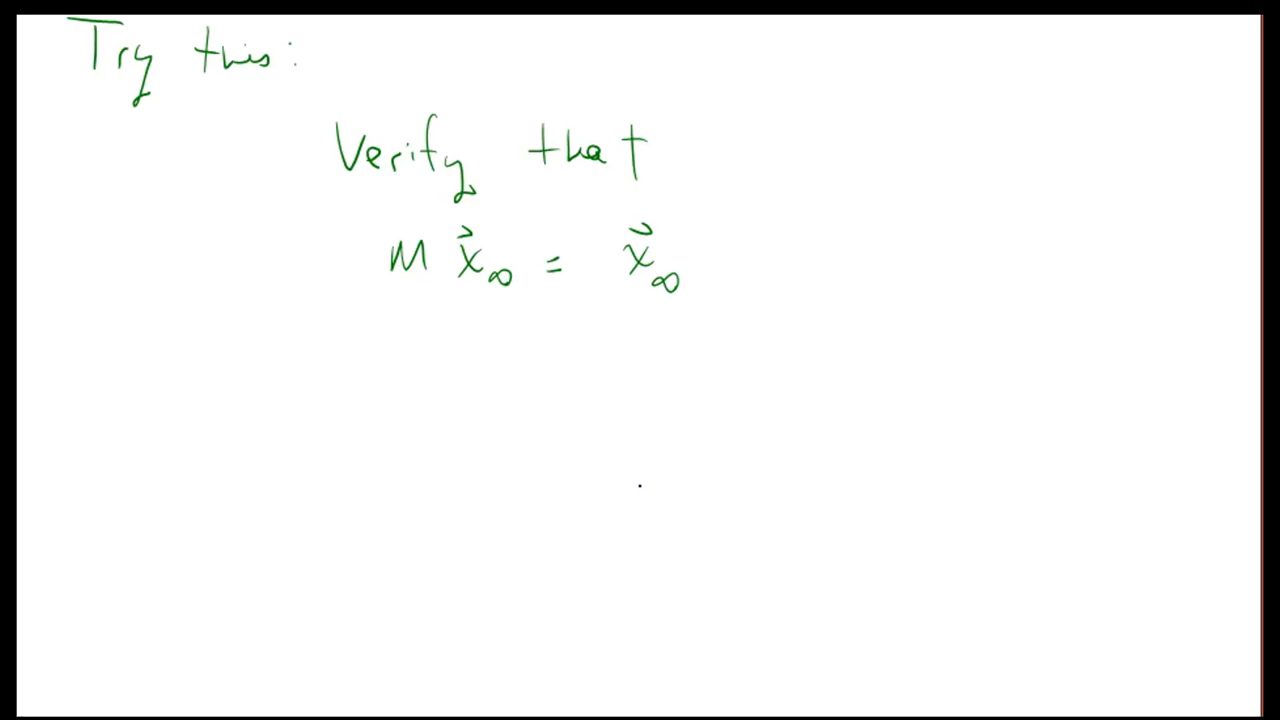 Try this:
Verify that
M x⃗∞ = x⃗∞